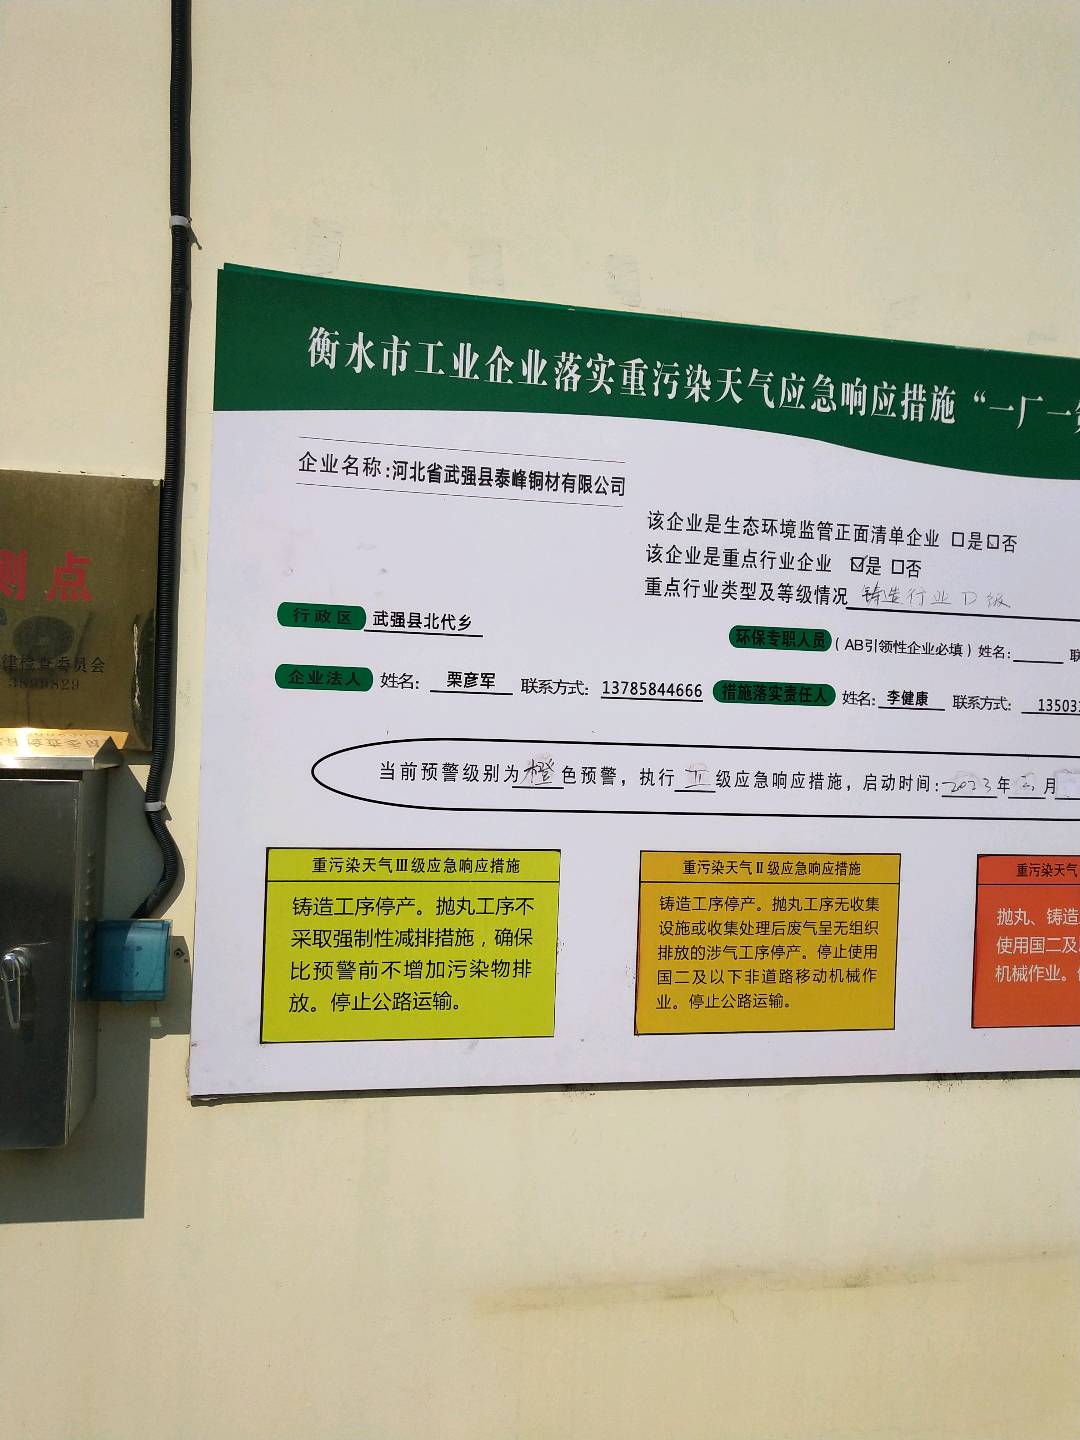 衡水市工业企业落实重污染天气应急响应措施“一厂一
企业名称:河北省武强县泰峰铜材有限公司
该企业是生态环境监管正面清单企业 口是口否
该企业是重点行业企业 ☑是 口否
重点行业类型及等级情况 铸造行业D级
行政区 武强县北代乡
环保专职人员(AB引领性企业必填)姓名:
企业法人 姓名: 栗彦军 联系方式: 13785844666 措施落实责任人 姓名: 李健康 联系方式: 13503
当前预警级别为橙色预警，执行 II 级应急响应措施，启动时间:2023年 月
重污染天气Ⅲ级应急响应措施
铸造工序停产。抛丸工序不
采取强制性减排措施，确保
比预警前不增加污染物排
放。停止公路运输。
重污染天气Ⅱ级应急响应措施
铸造工序停产。抛丸工序无收集
设施或收集处理后废气呈无组织
排放的涉气工序停产。停止使用
国二及以下非道路移动机械作
业。停止公路运输。
重污染天气
抛丸、铸造
使用国二及
机械作业。
测点
律检查委员会
3899829